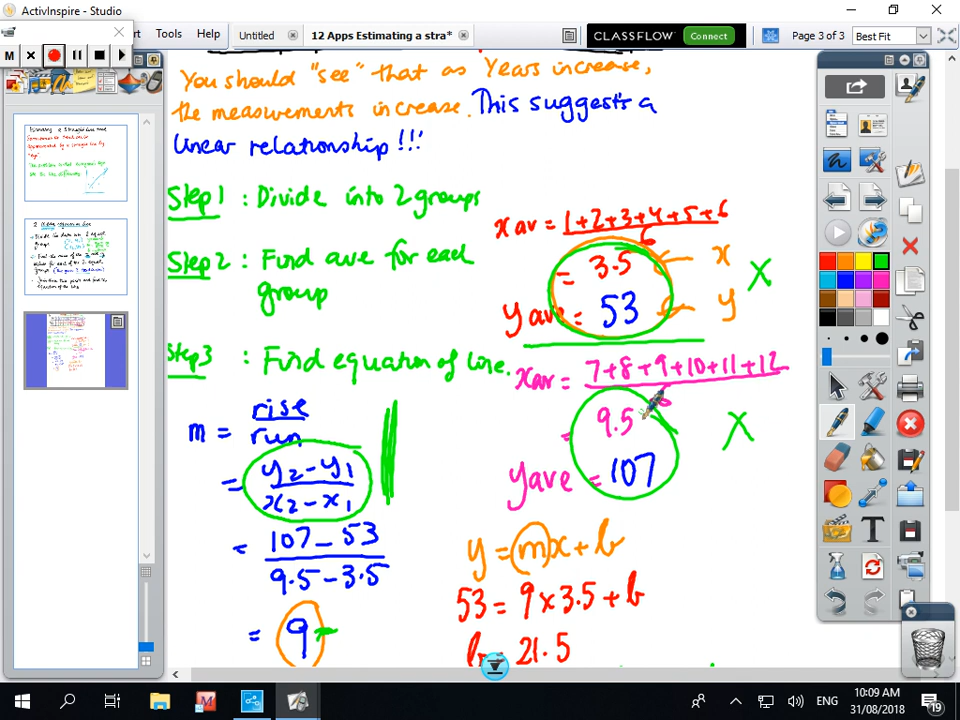 ActivInspire - Studio
Tools Help Untitled 12 Apps Estimating a stra* CLASSFLOW Connect Page 3 of 3 Best Fit
You should "see" that as Years increase,
the measurements increase. This suggests a
linear relationship !!!
Step 1 : Divide into 2 groups
x av = 1+2+3+4+5+6
6
Step 2 : Find ave for each
group
= 3.5 ← x X
y ave = 53 ← y
Step 3 : Find equation of line.
x av = 7+8+9+10+11+12
6
= 9.5 X
y ave = 107
m = rise
run
= y2 - y1
x2 - x1
= 107 - 53
9.5 - 3.5
= 9
y = mx + b
53 = 9 x 3.5 + b
b = 21.5
ENG
10:09 AM
31/08/2018
19